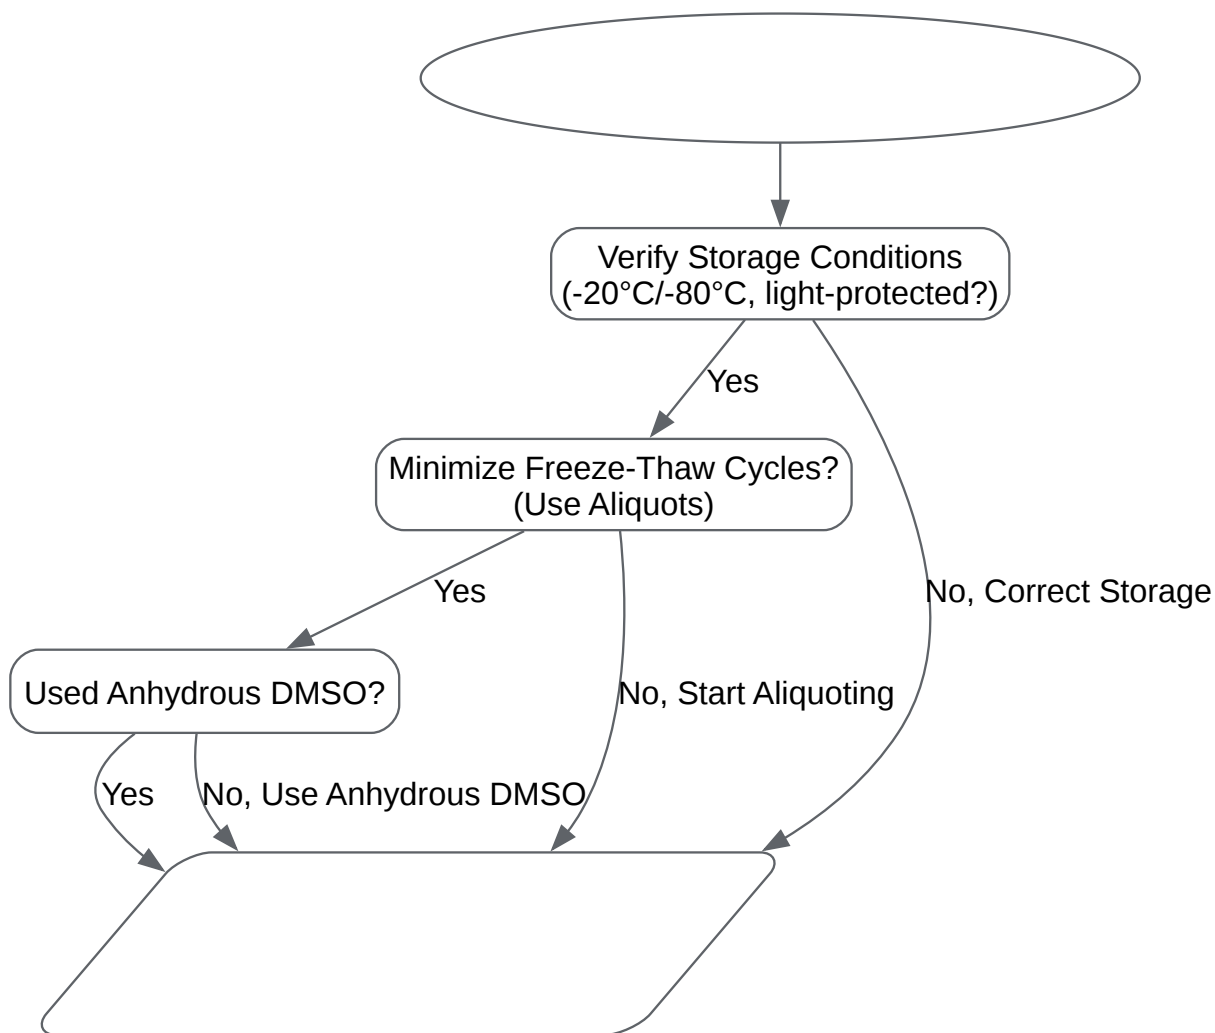 Verify Storage Conditions
(-20°C/-80°C, light-protected?)
Yes
Minimize Freeze-Thaw Cycles?
(Use Aliquots)
Yes
No, Correct Storage
Used Anhydrous DMSO?
No, Start Aliquoting
Yes
No, Use Anhydrous DMSO